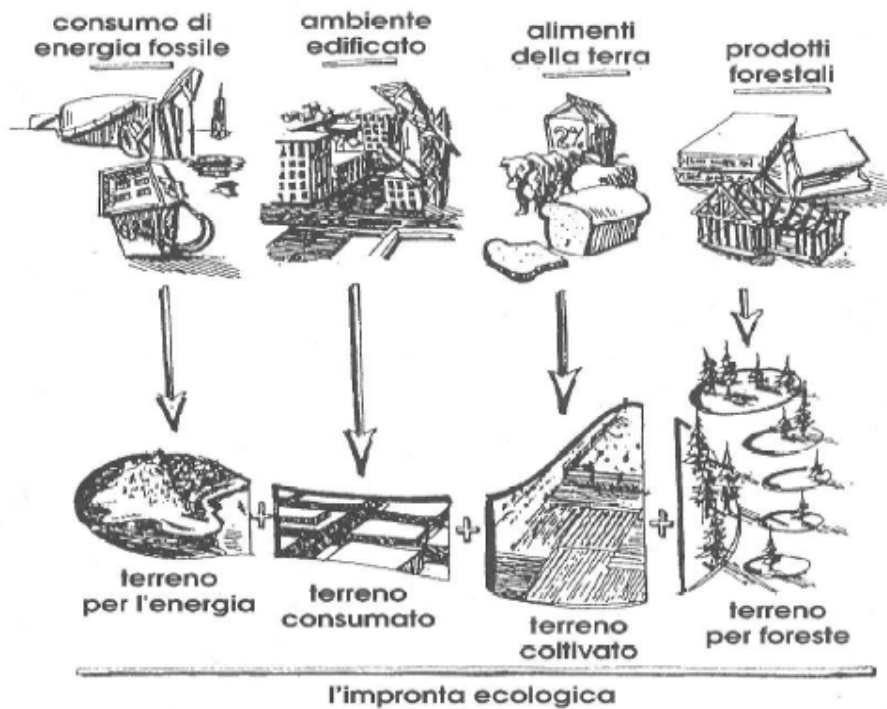 consumo di
energia fossile
ambiente
edificato
alimenti
della terra
prodotti
forestali
2%
terreno
per l'energia
+
terreno
consumato
+
terreno
coltivato
+
terreno
per foreste
l'impronta ecologica